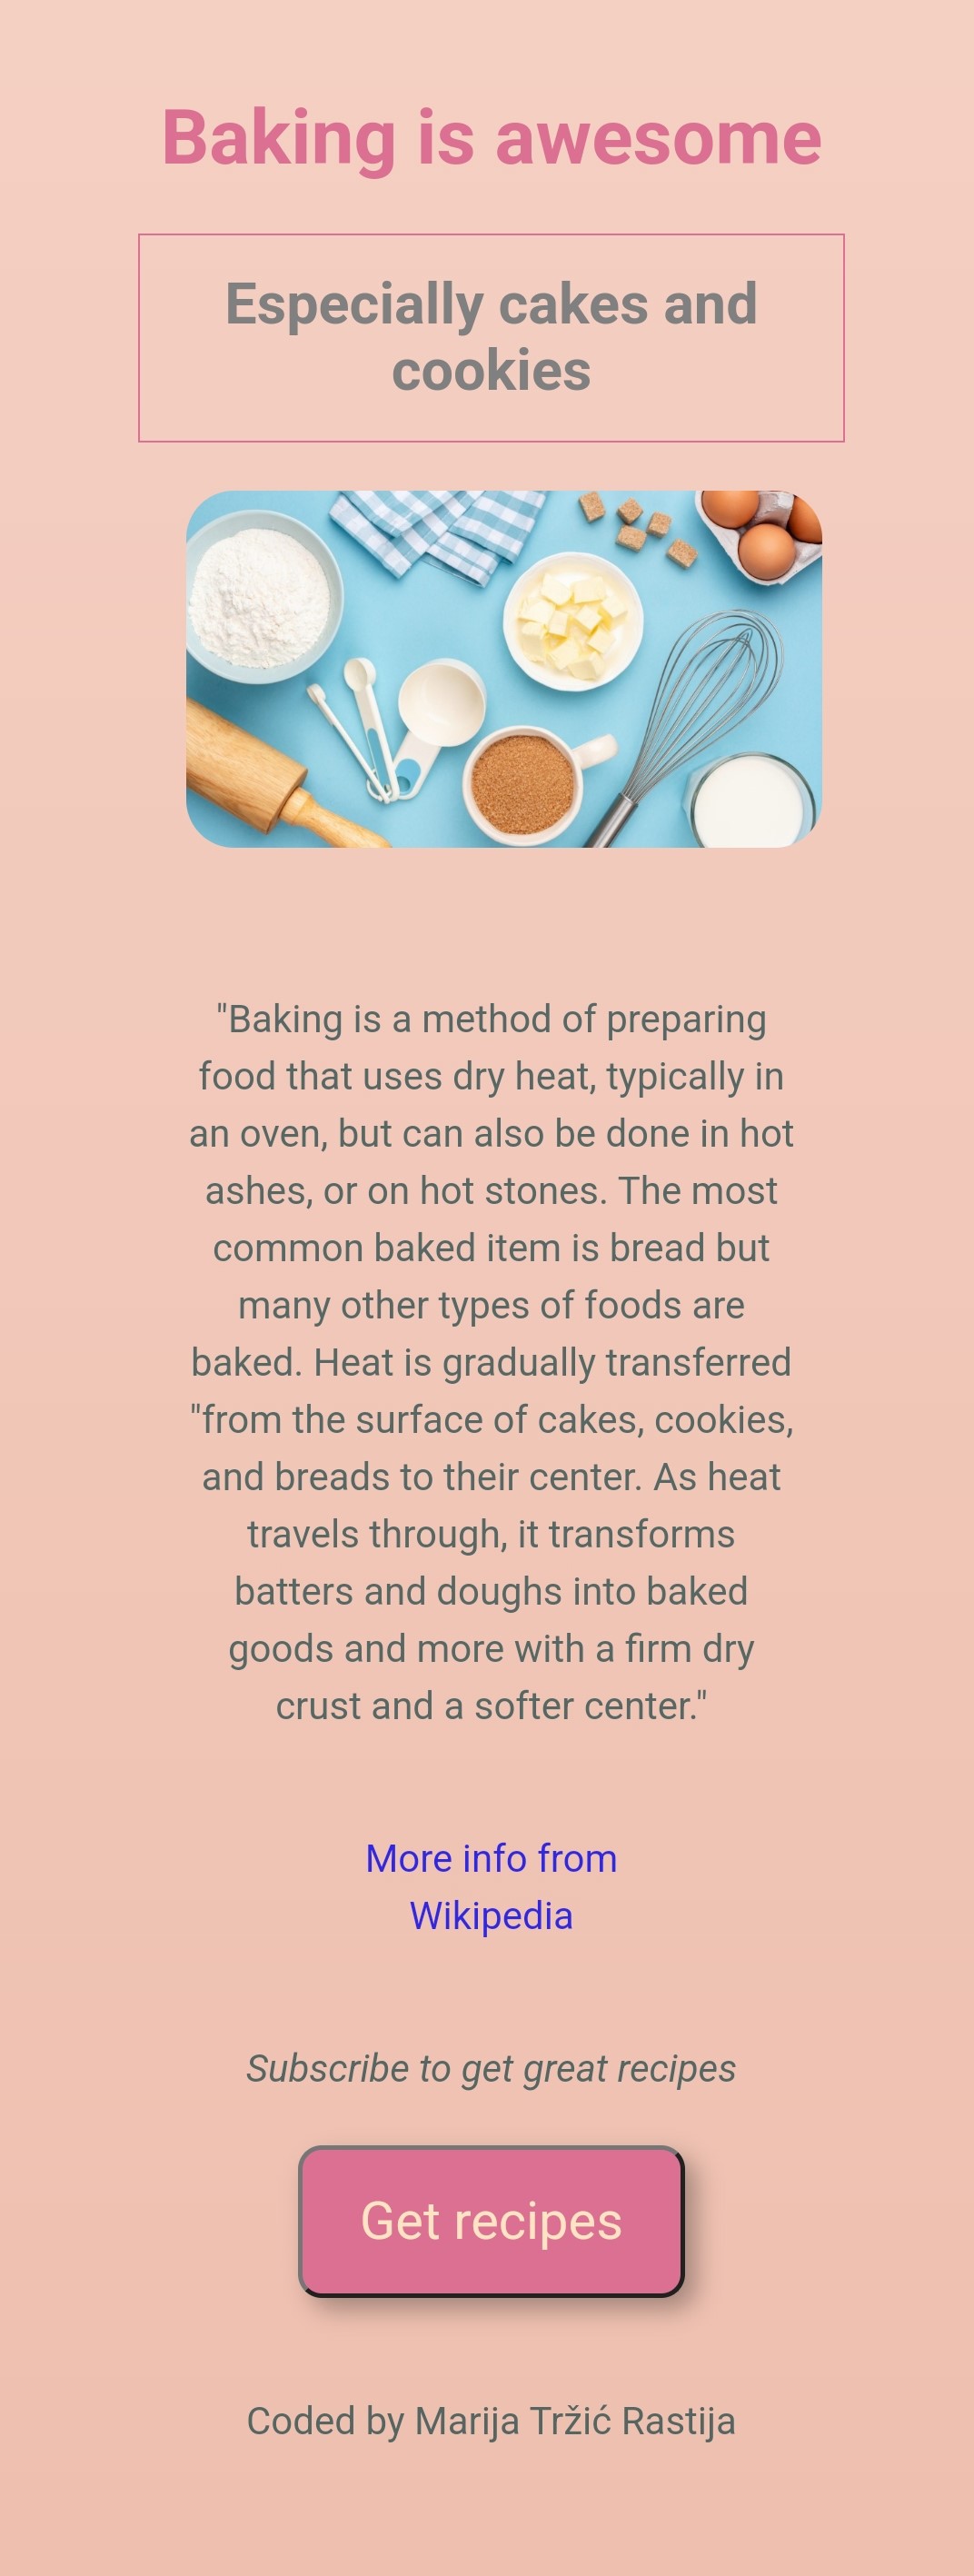 Baking is awesome
Especially cakes and
cookies
"Baking is a method of preparing
food that uses dry heat, typically in
an oven, but can also be done in hot
ashes, or on hot stones. The most
common baked item is bread but
many other types of foods are
baked. Heat is gradually transferred
"from the surface of cakes, cookies,
and breads to their center. As heat
travels through, it transforms
batters and doughs into baked
goods and more with a firm dry
crust and a softer center."
More info from
Wikipedia
Subscribe to get great recipes
Get recipes
Coded by Marija Tržić Rastija